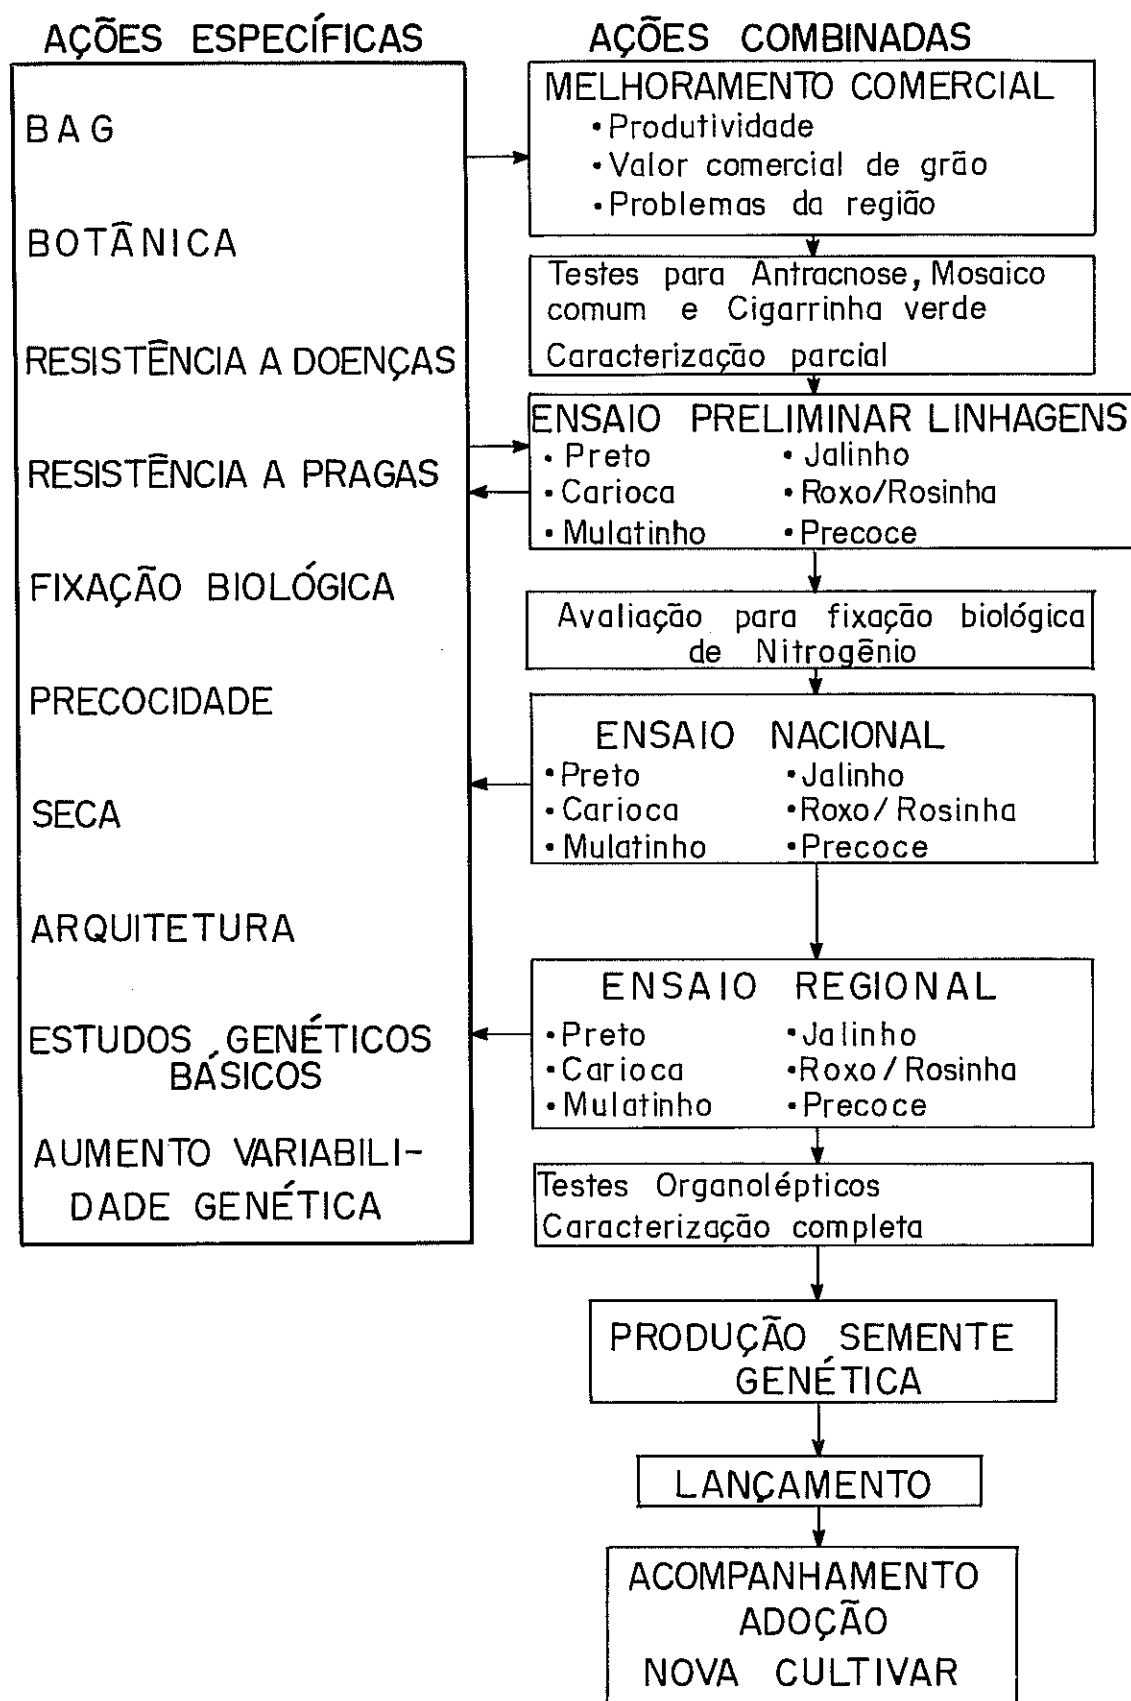 AÇÕES ESPECÍFICAS
BAG
BOTÂNICA
RESISTÊNCIA A DOENÇAS
RESISTÊNCIA A PRAGAS
FIXAÇÃO BIOLÓGICA
PRECOCIDADE
SECA
ARQUITETURA
ESTUDOS GENÉTICOS
BÁSICOS
AUMENTO VARIABILI-
DADE GENÉTICA
AÇÕES COMBINADAS
MELHORAMENTO COMERCIAL
• Produtividade
• Valor comercial de grão
• Problemas da região
Testes para Antracnose, Mosaico
comum e Cigarrinha verde
Caracterização parcial
ENSAIO PRELIMINAR LINHAGENS
• Preto • Jalinho
• Carioca • Roxo/Rosinha
• Mulatinho • Precoce
Avaliação para fixação biológica
de Nitrogênio
ENSAIO NACIONAL
• Preto • Jalinho
• Carioca • Roxo/Rosinha
• Mulatinho • Precoce
ENSAIO REGIONAL
• Preto • Jalinho
• Carioca • Roxo/Rosinha
• Mulatinho • Precoce
Testes Organolépticos
Caracterização completa
PRODUÇÃO SEMENTE
GENÉTICA
LANÇAMENTO
ACOMPANHAMENTO
ADOÇÃO
NOVA CULTIVAR